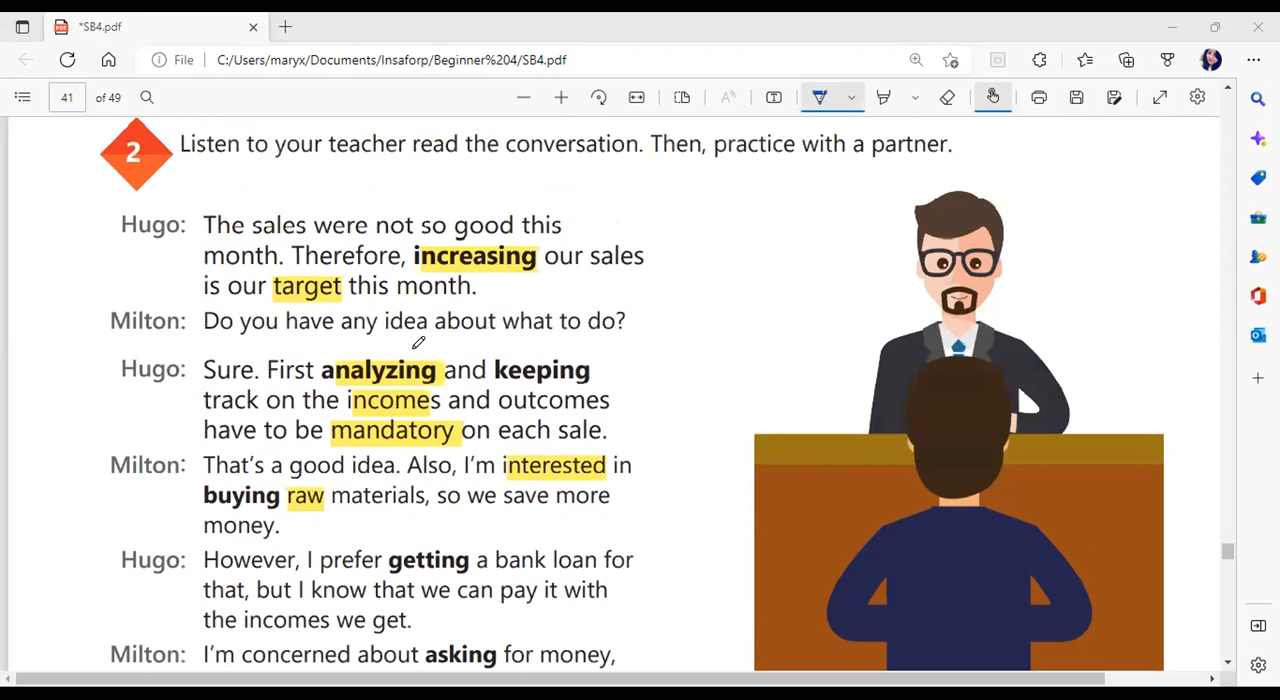 *SB4.pdf
File C:/Users/maryx/Documents/Insaforp/Beginner%204/SB4.pdf
41 of 49
2 Listen to your teacher read the conversation. Then, practice with a partner.
Hugo: The sales were not so good this
month. Therefore, increasing our sales
is our target this month.
Milton: Do you have any idea about what to do?
Hugo: Sure. First analyzing and keeping
track on the incomes and outcomes
have to be mandatory on each sale.
Milton: That's a good idea. Also, I'm interested in
buying raw materials, so we save more
money.
Hugo: However, I prefer getting a bank loan for
that, but I know that we can pay it with
the incomes we get.
Milton: I'm concerned about asking for money,